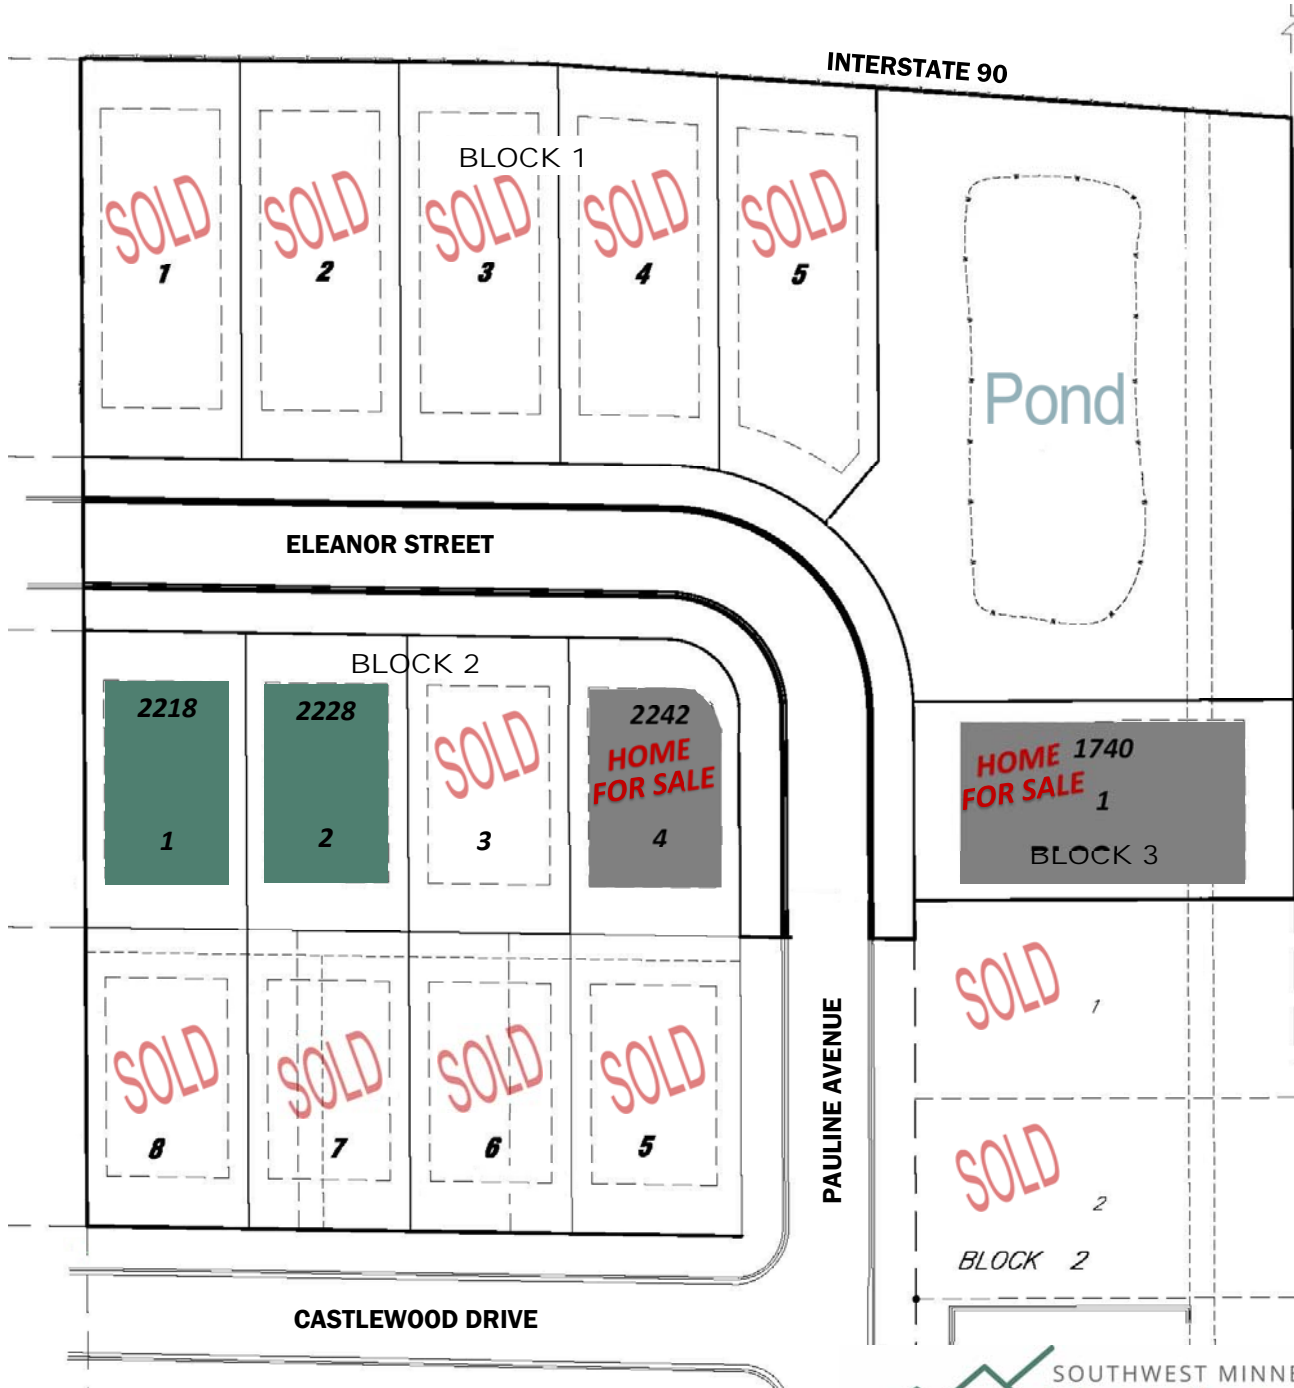 INTERSTATE 90
BLOCK 1
SOLD
1
SOLD
2
SOLD
3
SOLD
4
SOLD
5
Pond
ELEANOR STREET
BLOCK 2
2218
1
2228
2
SOLD
3
2242
HOME
FOR SALE
4
HOME 1740
FOR SALE 1
BLOCK 3
SOLD
8
SOLD
7
SOLD
6
SOLD
5
PAULINE AVENUE
SOLD
1
SOLD
2
BLOCK 2
CASTLEWOOD DRIVE
SOUTHWEST